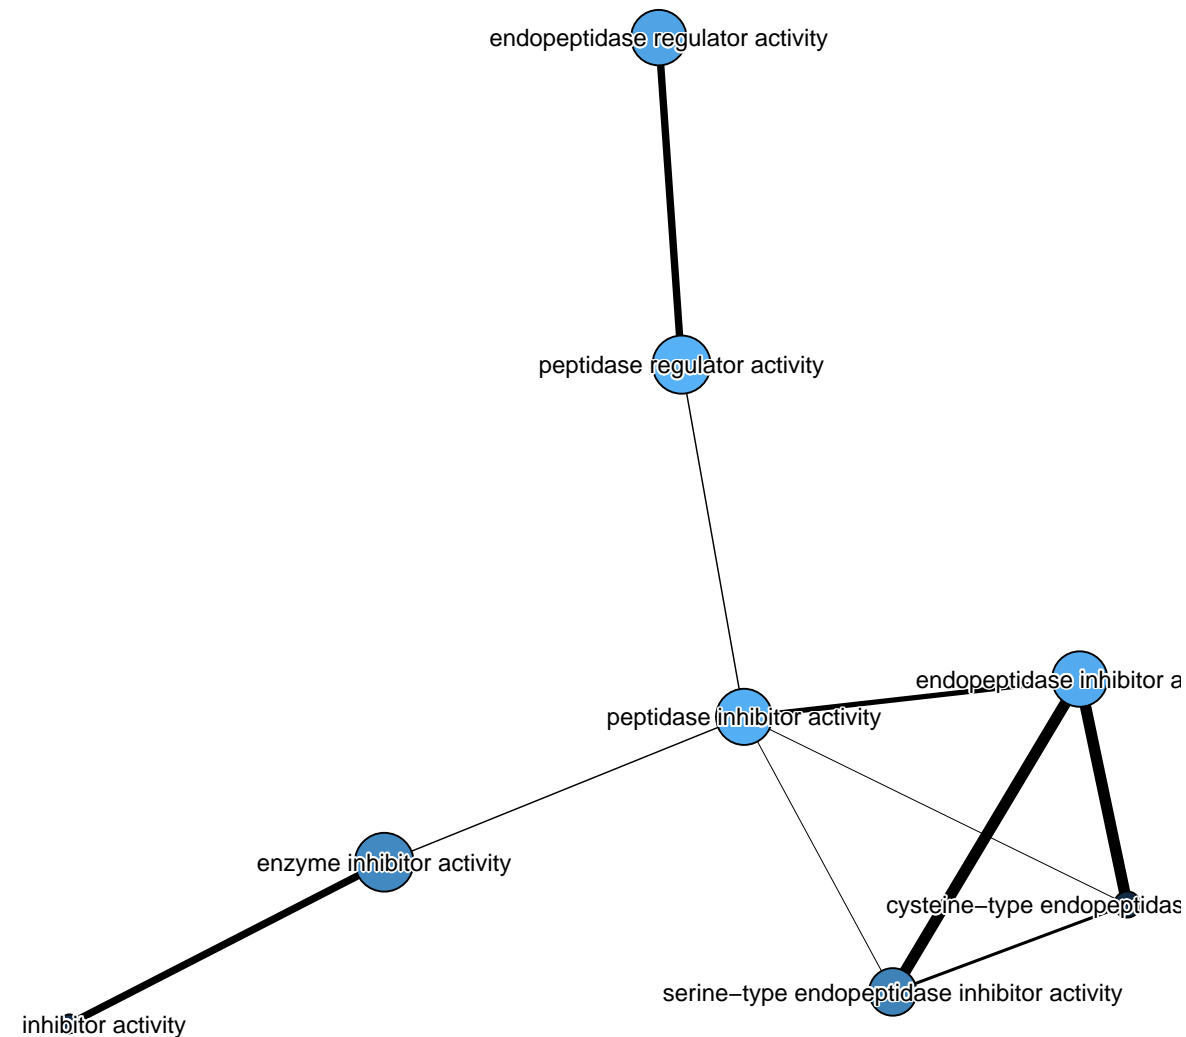 endopeptidase regulator activity
peptidase regulator activity
endopeptidase inhibitor a
peptidase inhibitor activity
enzyme inhibitor activity
cysteine−type endopeptidas
serine−type endopeptidase inhibitor activity
inhibitor activity